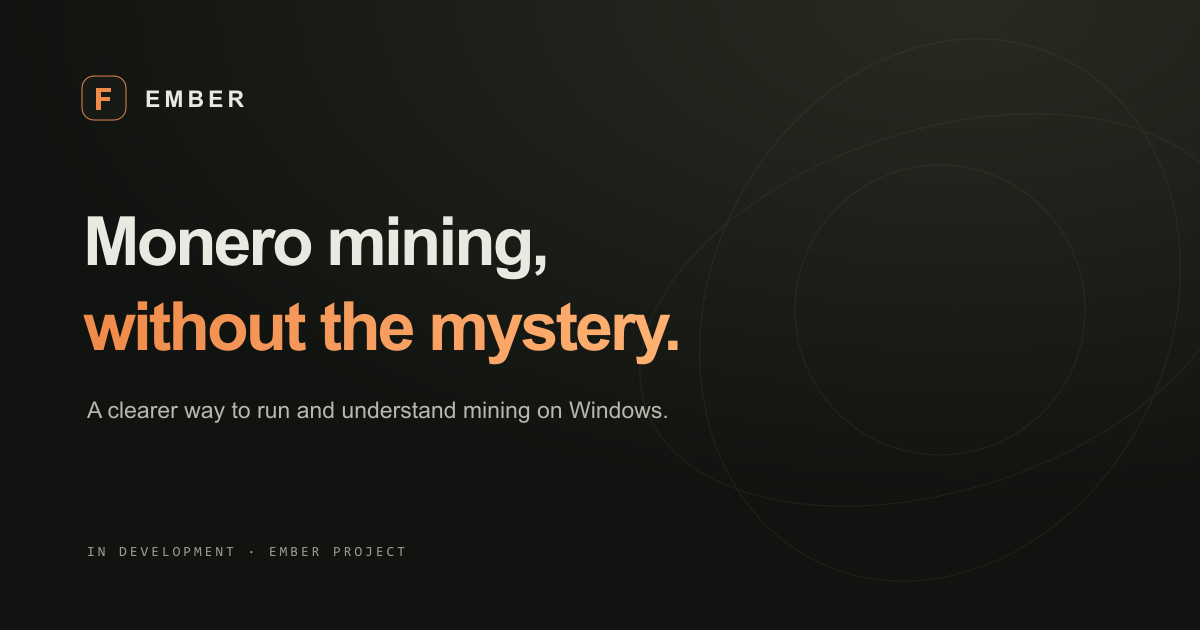 F EMBER
Monero mining,
without the mystery.
A clearer way to run and understand mining on Windows.
IN DEVELOPMENT · EMBER PROJECT